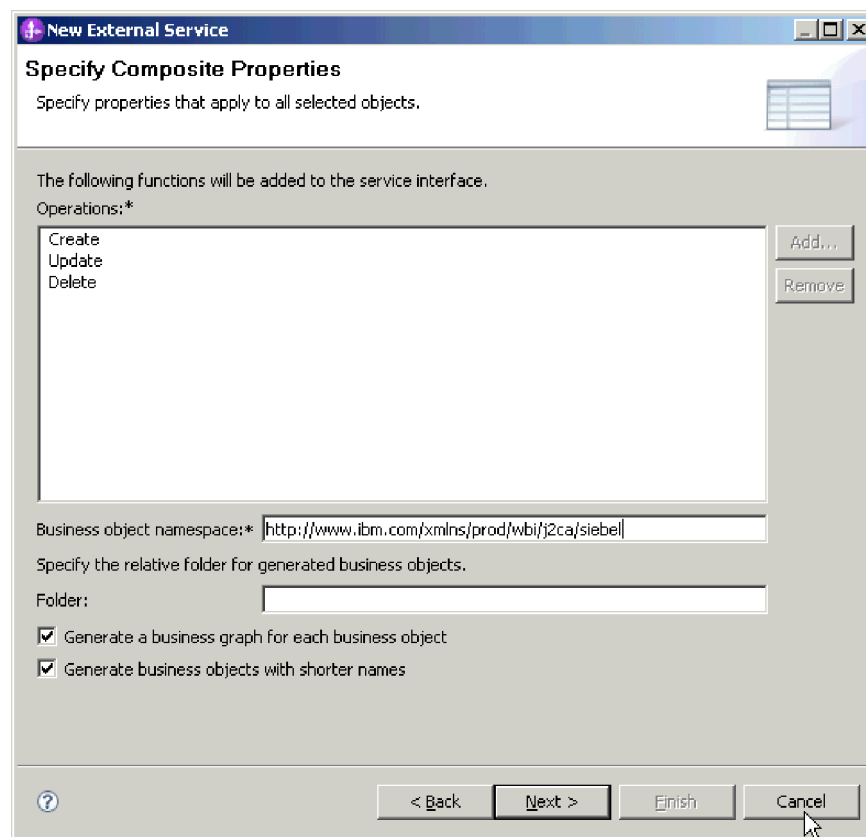 New External Service
Specify Composite Properties
Specify properties that apply to all selected objects.
The following functions will be added to the service interface.
Operations:*
Create
Update
Delete
Add...
Remove
Business object namespace:* http://www.ibm.com/xmlns/prod/wbi/j2ca/siebel
Specify the relative folder for generated business objects.
Folder:
Generate a business graph for each business object
Generate business objects with shorter names
? < Back Next > Finish Cancel